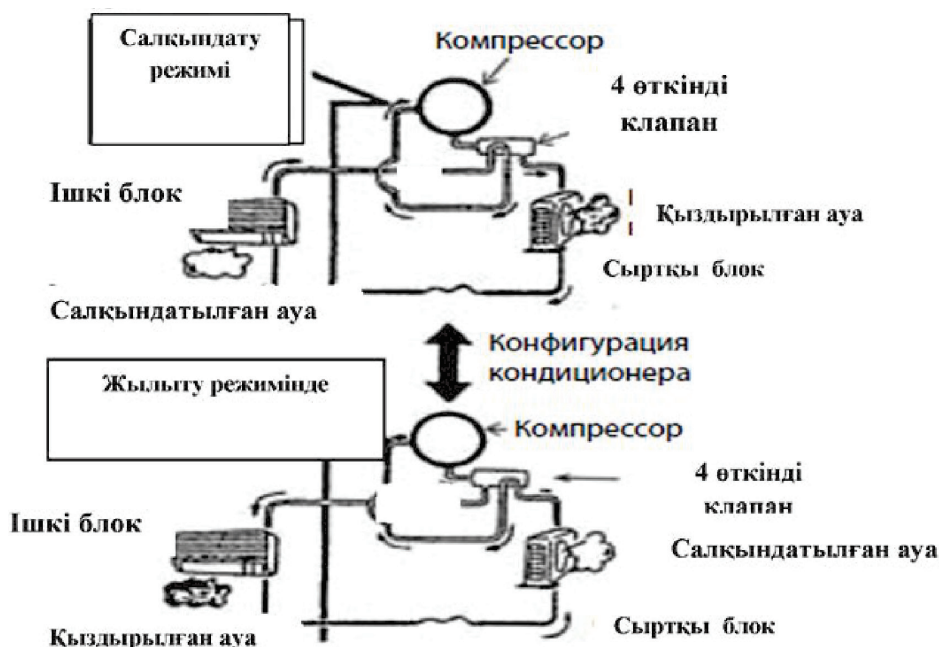 Салқындату
режимі
Компрессор
4 өткінді
клапан
Ішкі блок
Қыздырылған ауа
Сыртқы блок
Салқындатылған ауа
Конфигурация
кондиционера
Жылыту режимінде
Компрессор
4 өткінді
клапан
Ішкі блок
Салқындатылған ауа
Қыздырылған ауа
Сыртқы блок